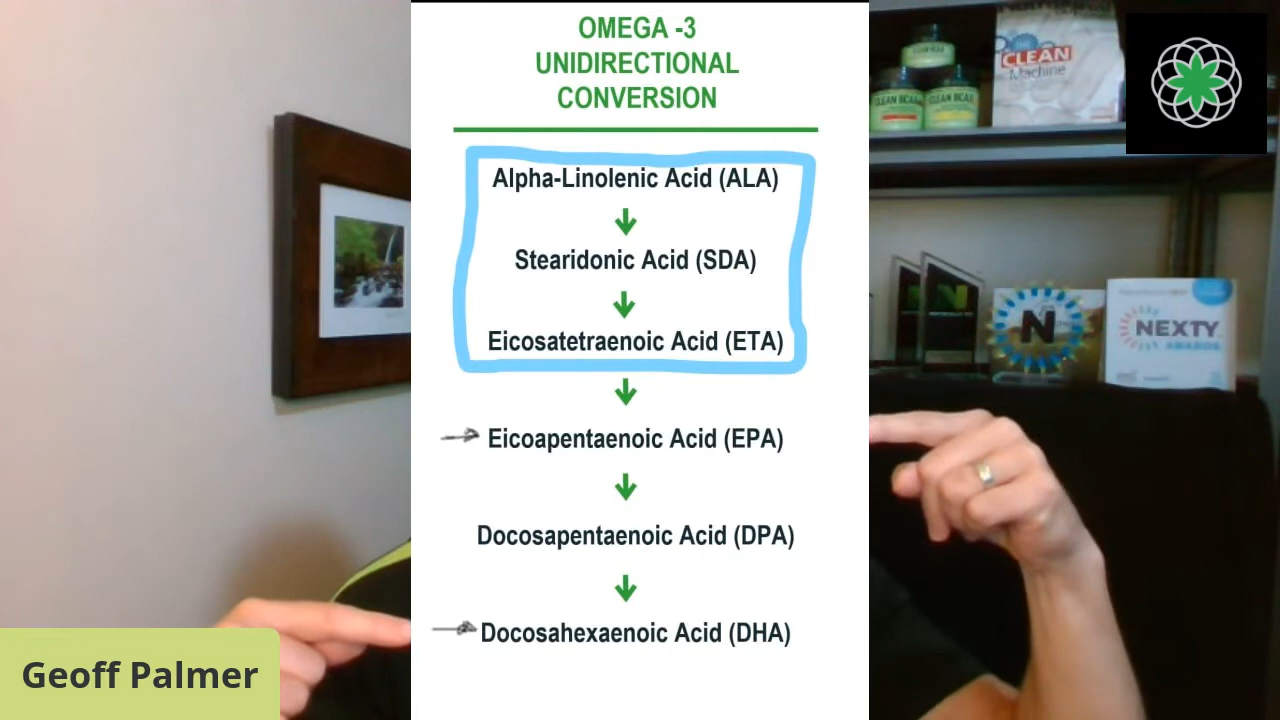 OMEGA -3
UNIDIRECTIONAL
CONVERSION
Alpha-Linolenic Acid (ALA)
Stearidonic Acid (SDA)
Eicosatetraenoic Acid (ETA)
Eicoapentaenoic Acid (EPA)
Docosapentaenoic Acid (DPA)
Docosahexaenoic Acid (DHA)
Geoff Palmer
CLEAN
Machine
CLEAN BCAA
CLEAN BCAA
N
N
NEXTY
AWARDS